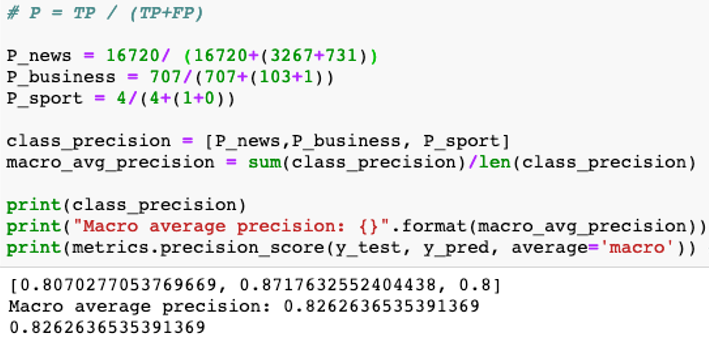 # P = TP / (TP+FP)
P_news = 16720/ (16720+(3267+731))
P_business = 707/(707+(103+1))
P_sport = 4/(4+(1+0))
class_precision = [P_news,P_business, P_sport]
macro_avg_precision = sum(class_precision)/len(class_precision)
print(class_precision)
print("Macro average precision: {}".format(macro_avg_precision))
print(metrics.precision_score(y_test, y_pred, average='macro'))
[0.8070277053769669, 0.8717632552404438, 0.8]
Macro average precision: 0.8262636535391369
0.8262636535391369